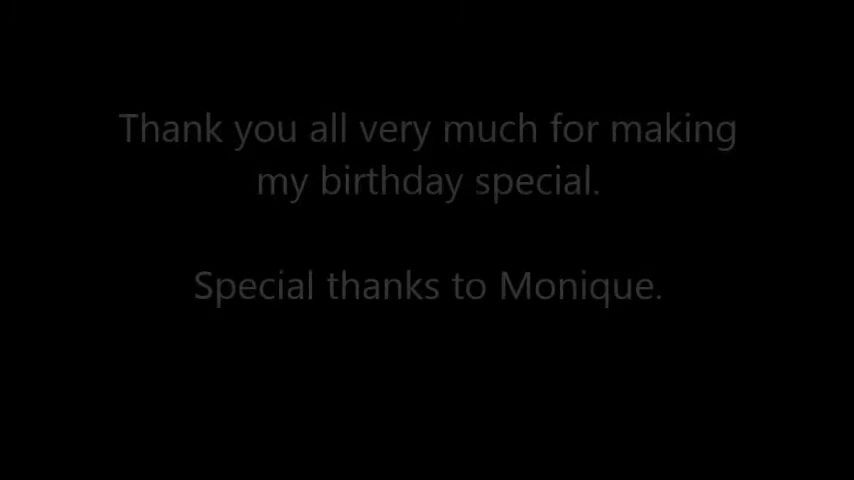 Thank you all very much for making
my birthday special.
Special thanks to Monique.